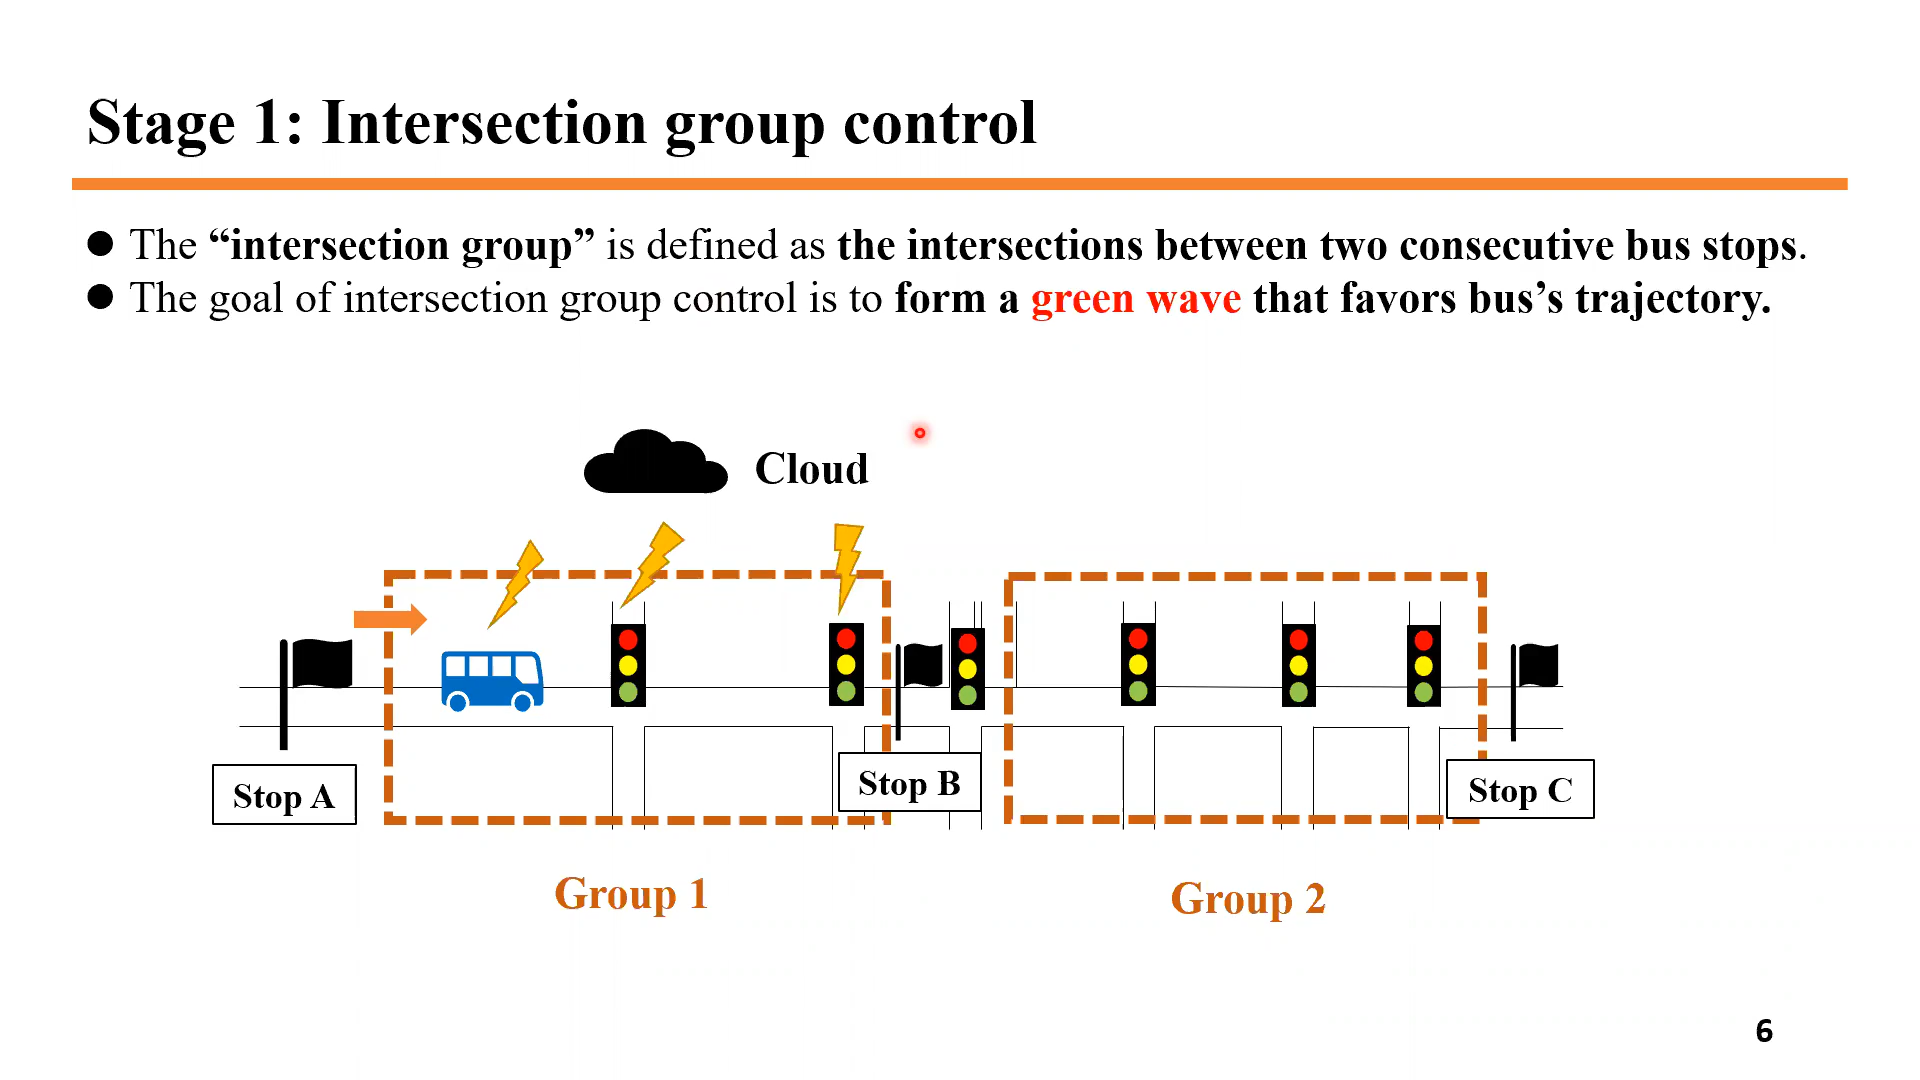 Stage 1: Intersection group control
The “intersection group” is defined as the intersections between two consecutive bus stops.
The goal of intersection group control is to form a green wave that favors bus’s trajectory.
Cloud
Stop A
Stop B
Stop C
Group 1
Group 2
6